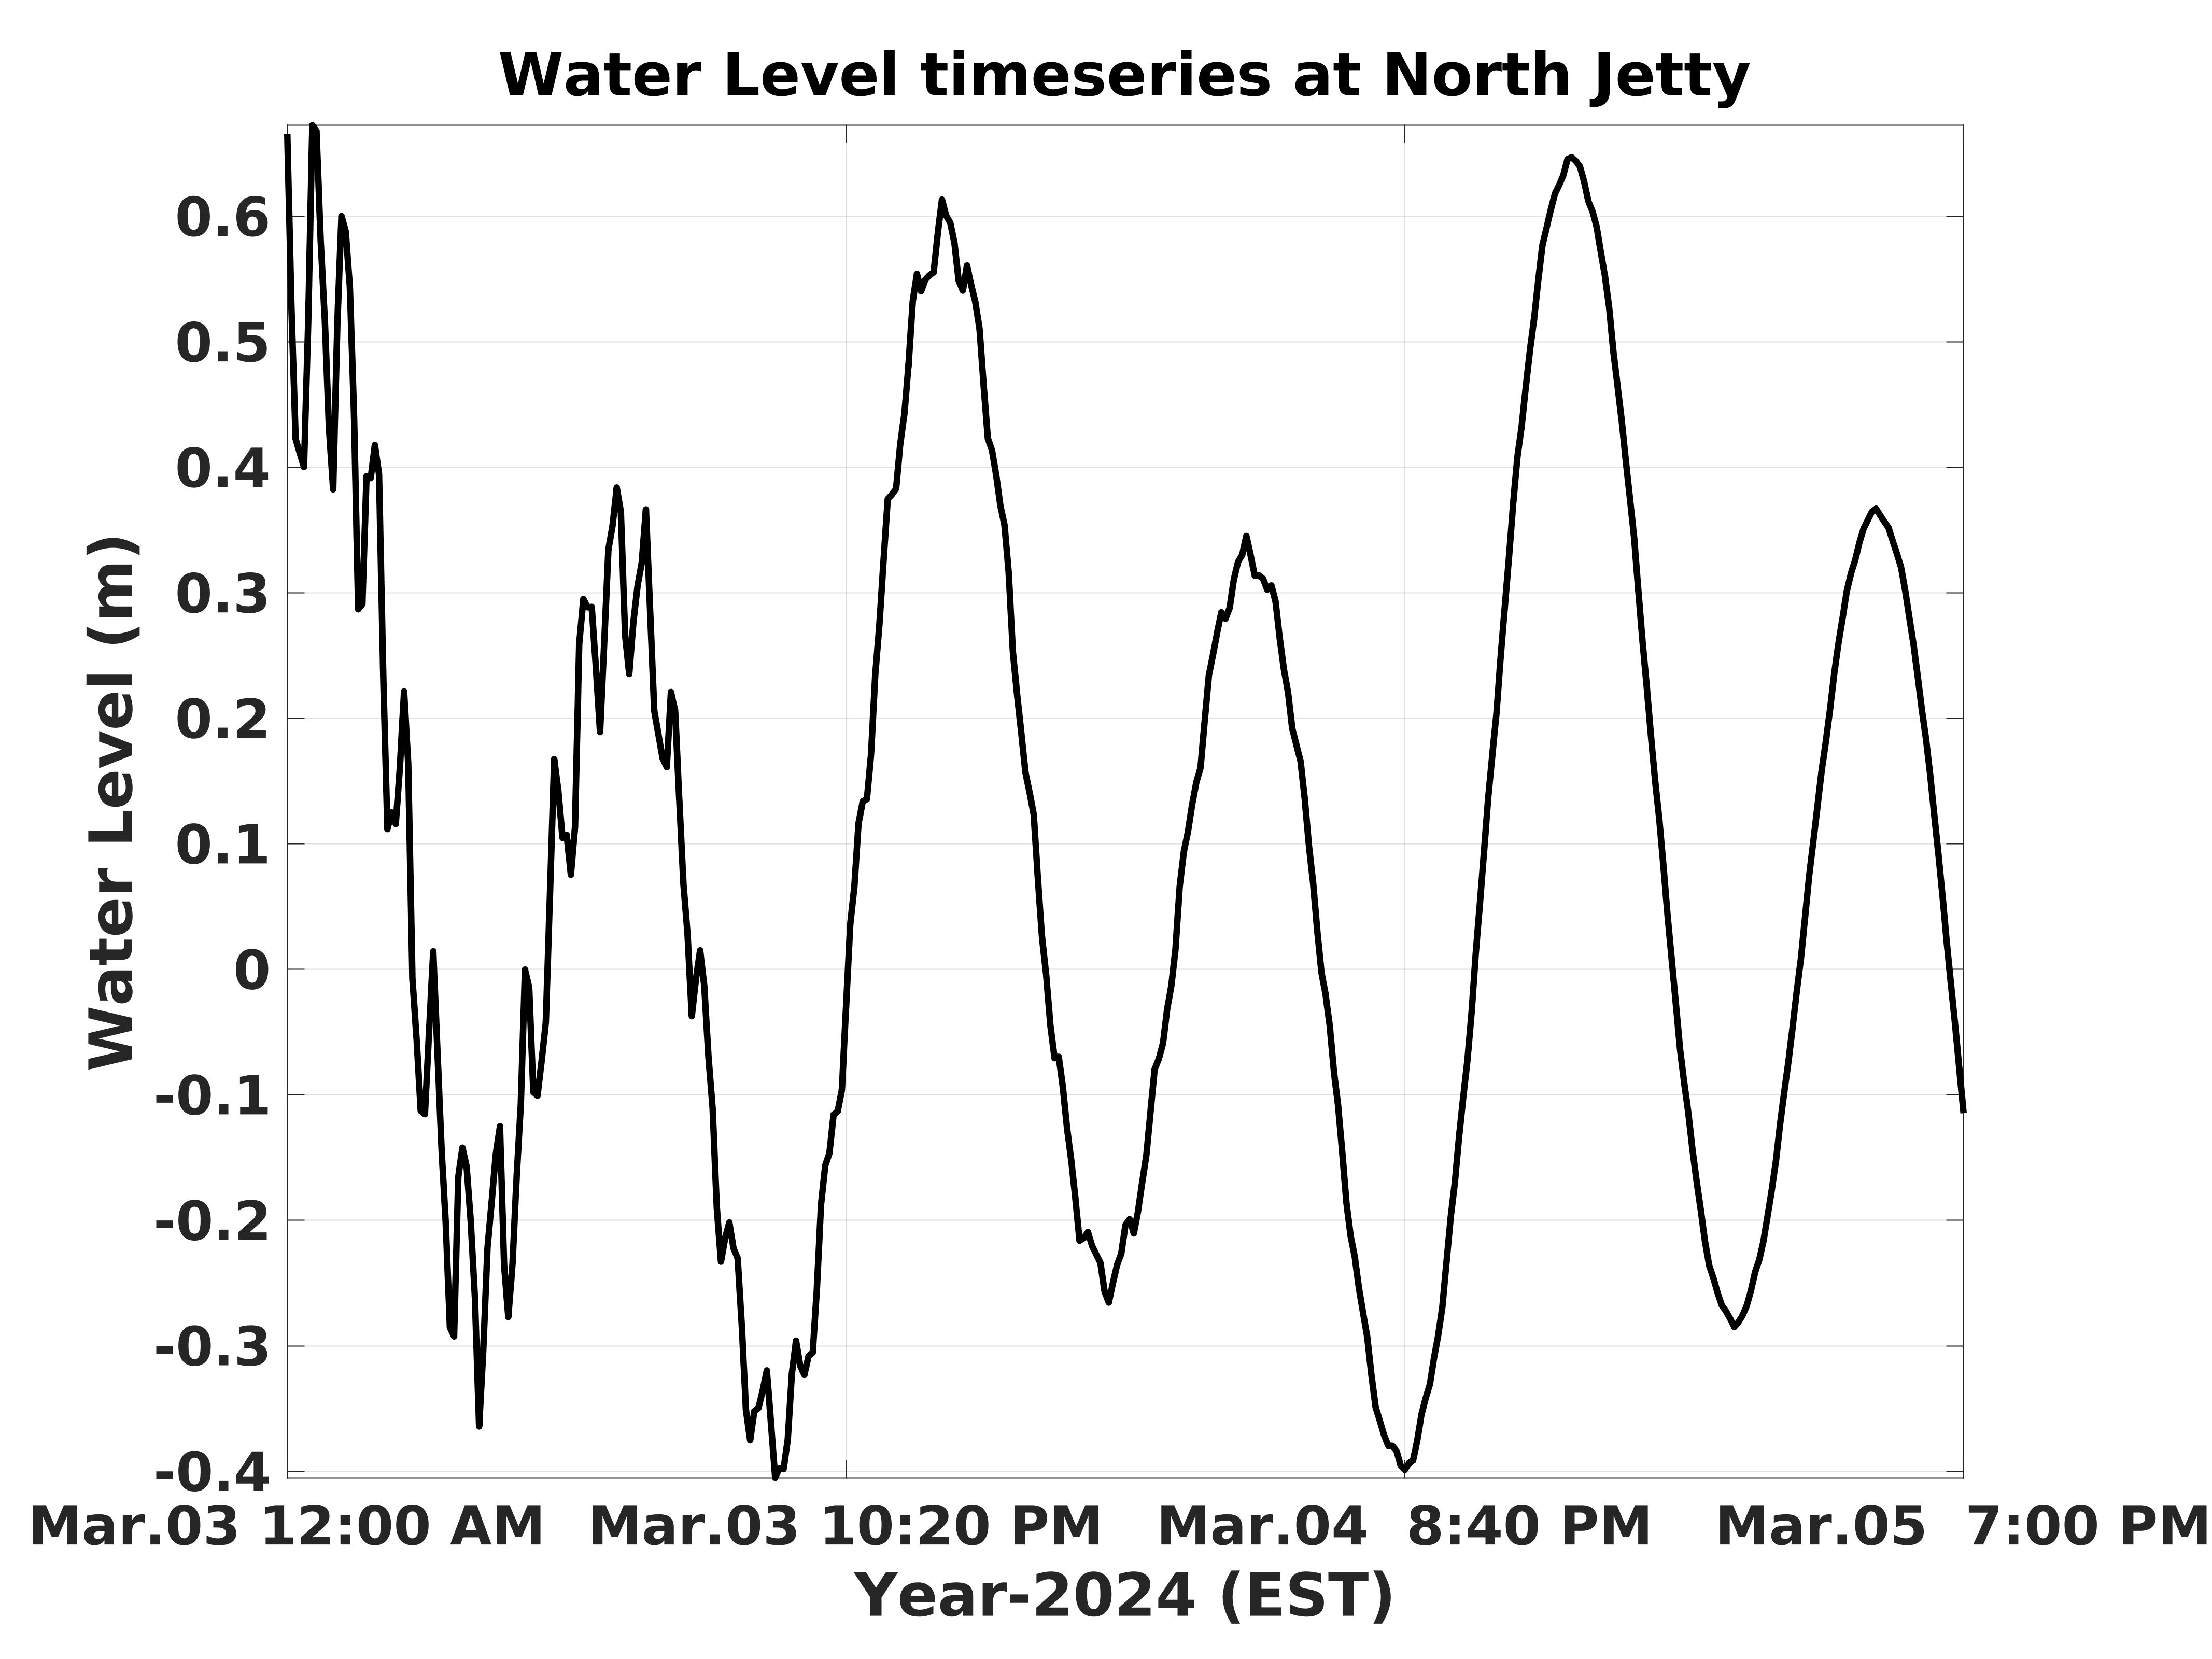 Water Level timeseries at North Jetty
Water Level (m)
0.6
0.5
0.4
0.3
0.2
0.1
0
-0.1
-0.2
-0.3
-0.4
Mar.03 12:00 AM Mar.03 10:20 PM Mar.04 8:40 PM Mar.05 7:00 PM
Year-2024 (EST)